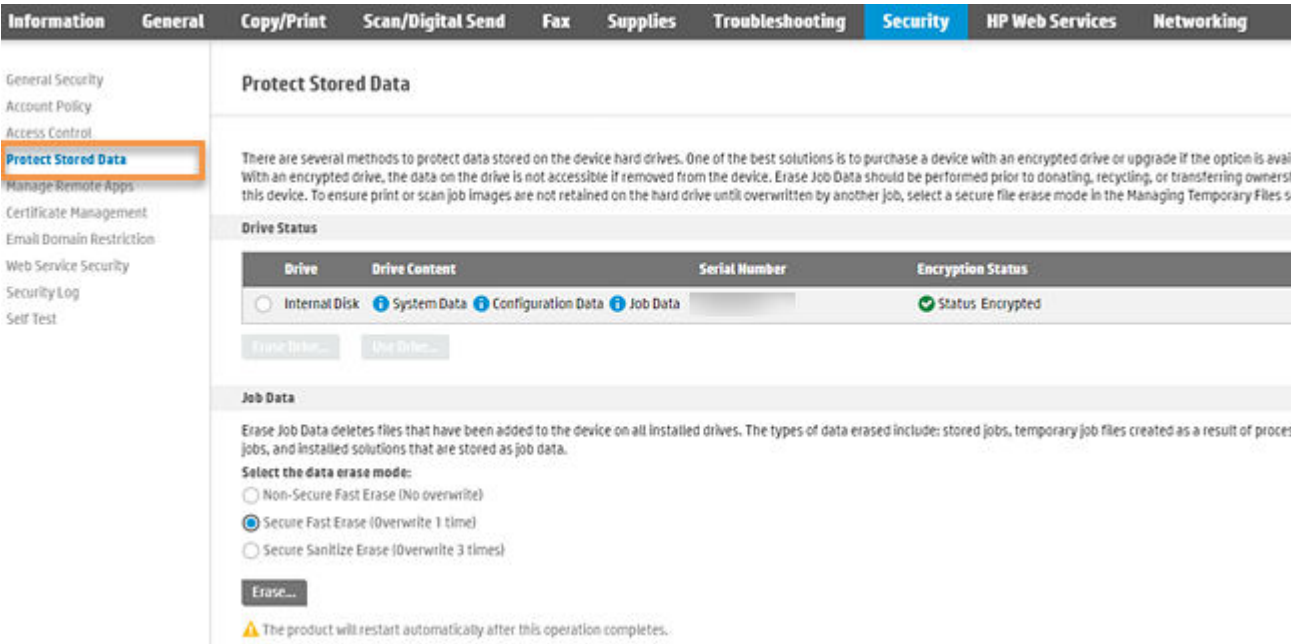 Information General Copy/Print Scan/Digital Send Fax Supplies Troubleshooting Security HP Web Services Networking
General Security
Account Policy
Access Control
Protect Stored Data
Manage Remote Apps
Certificate Management
Email Domain Restriction
Web Service Security
Security Log
Self Test
Protect Stored Data
There are several methods to protect data stored on the device hard drives. One of the best solutions is to purchase a device with an encrypted drive or upgrade if the option is avai
With an encrypted drive, the data on the drive is not accessible if removed from the device. Erase Job Data should be performed prior to donating, recycling, or transferring ownersh
this device. To ensure print or scan job images are not retained on the hard drive until overwritten by another job, select a secure file erase mode in the Managing Temporary Files s
Drive Status
Drive Drive Content Serial Number Encryption Status
Internal Disk System Data Configuration Data Job Data Status Encrypted
Erase Drive... Use Drive...
Job Data
Erase Job Data deletes files that have been added to the device on all installed drives. The types of data erased include: stored jobs, temporary job files created as a result of proces
jobs, and installed solutions that are stored as job data.
Select the data erase mode:
Non-Secure Fast Erase (No overwrite)
Secure Fast Erase (Overwrite 1 time)
Secure Sanitize Erase (Overwrite 3 times)
Erase...
The product will restart automatically after this operation completes.